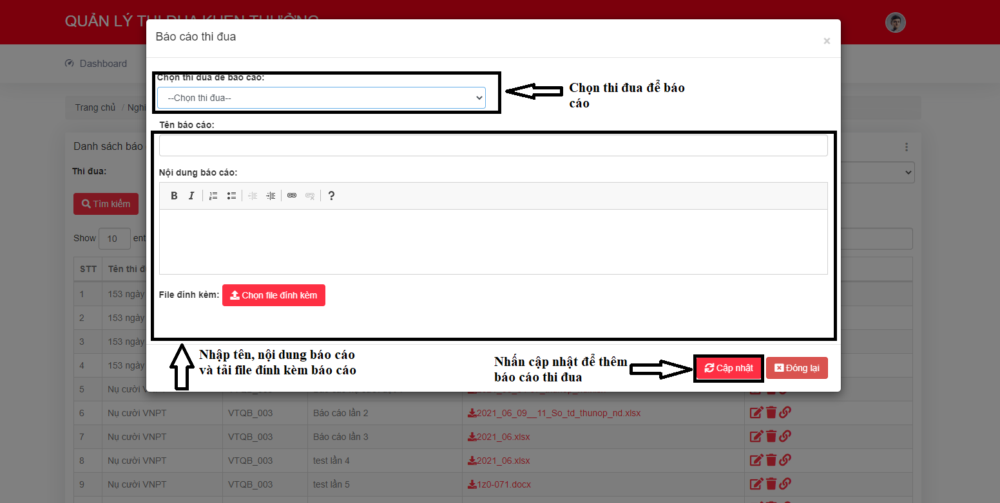 QUẢN LÝ THI ĐUA KHEN THƯỞNG
Báo cáo thi đua
×
Dashboard
Chọn thi đua để báo cáo:
--Chọn thi đua--
Chọn thi đua để báo
cáo
Trang chủ / Nghi
Tên báo cáo:
Danh sách báo
Thi đua:
Nội dung báo cáo:
B I ?
Tìm kiếm
Show 10 ent
STT Tên thi đ
File đính kèm: Chọn file đính kèm
1 153 ngày
2 153 ngày
3 153 ngày
4 153 ngày
Nhập tên, nội dung báo cáo
và tải file đính kèm báo cáo
Nhấn cập nhật để thêm
báo cáo thi đua
Cập nhật
Đóng lại
5 Nụ cười VNPT
6 Nụ cười VNPT VTQB_003 Báo cáo lần 2 2021_06_09__11_So_td_thunop_nd.xlsx
7 Nụ cười VNPT VTQB_003 Báo cáo lần 3 2021_06.xlsx
8 Nụ cười VNPT VTQB_003 test lần 4 2021_06.xlsx
9 Nụ cười VNPT VTQB_003 test lần 5 1z0-071.docx